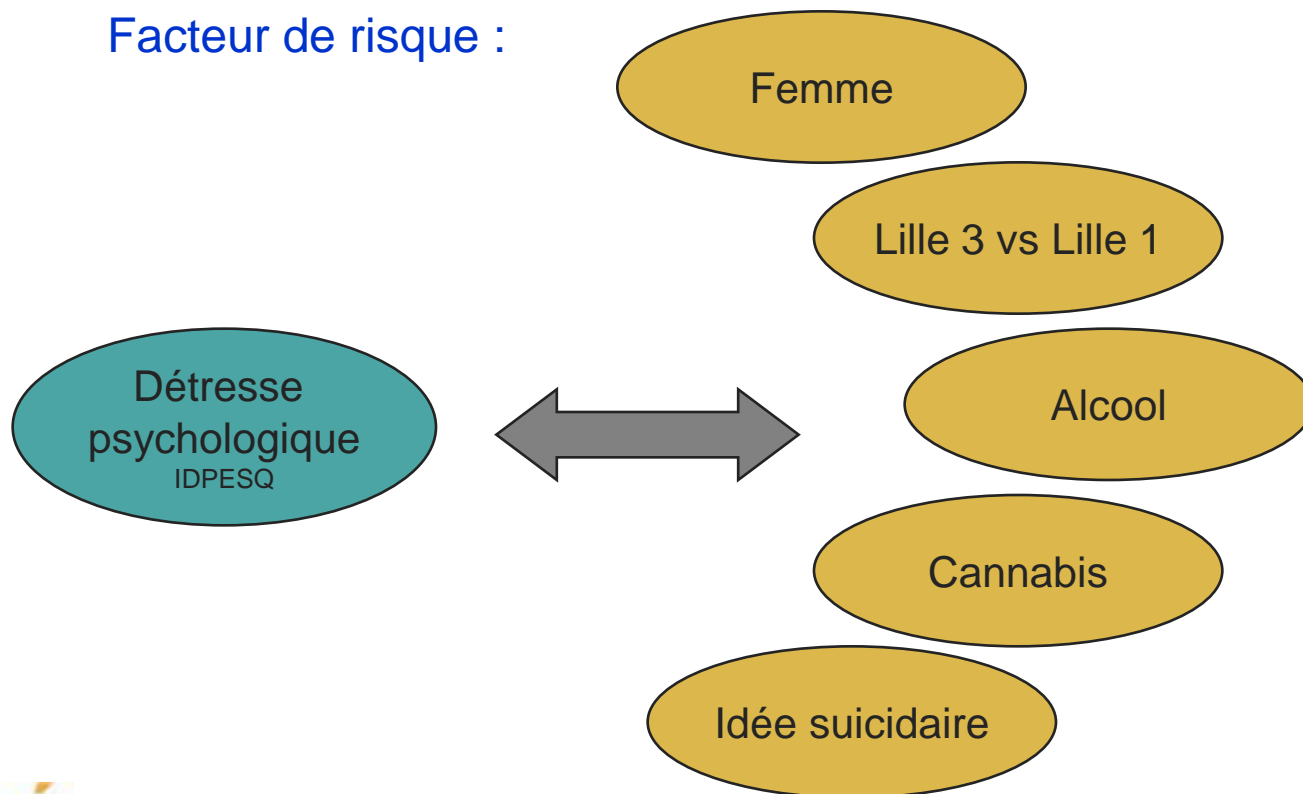 Facteur de risque :
Femme
Lille 3 vs Lille 1
Détresse
psychologique
IDPESQ
Alcool
Cannabis
Idée suicidaire